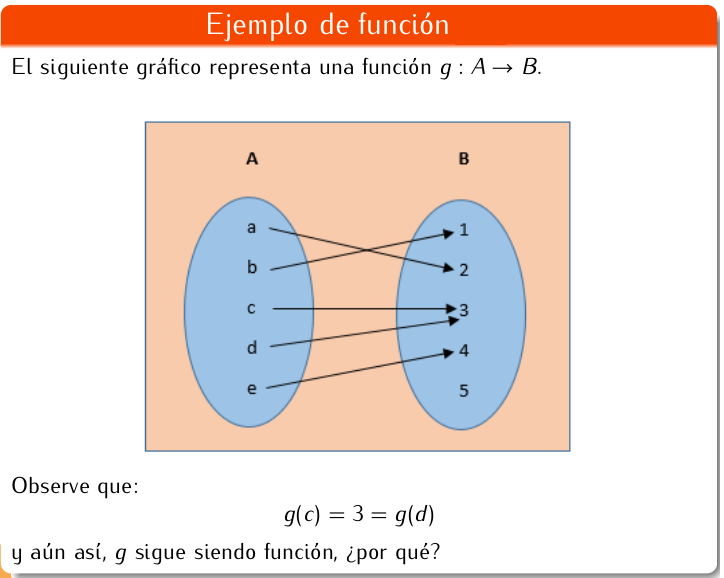 Ejemplo de función
El siguiente gráfico representa una función g : A → B.
A B
a 1
b 2
c 3
d 4
e 5
Observe que:
g(c) = 3 = g(d)
y aún así, g sigue siendo función, ¿por qué?